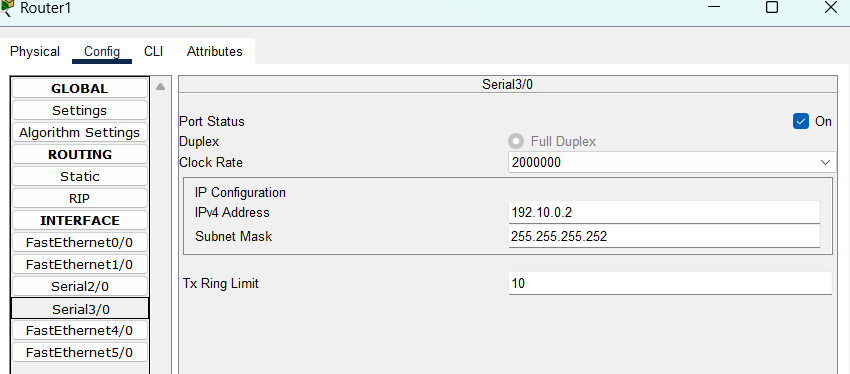 Router1
Physical Config CLI Attributes
GLOBAL
Settings
Algorithm Settings
ROUTING
Static
RIP
INTERFACE
FastEthernet0/0
FastEthernet1/0
Serial2/0
Serial3/0
FastEthernet4/0
FastEthernet5/0
Serial3/0
Port Status On
Duplex Full Duplex
Clock Rate 2000000
IP Configuration
IPv4 Address 192.10.0.2
Subnet Mask 255.255.255.252
Tx Ring Limit 10